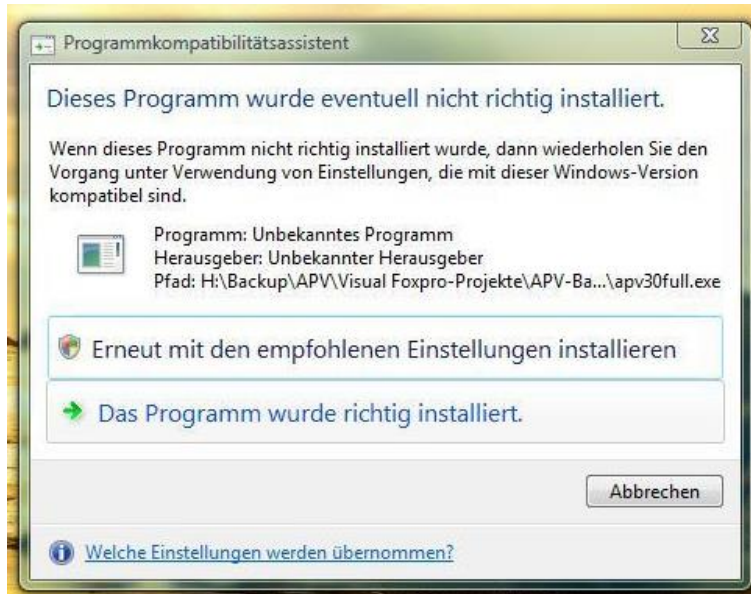 Programmkompatibilitätsassistent
Dieses Programm wurde eventuell nicht richtig installiert.
Wenn dieses Programm nicht richtig installiert wurde, dann wiederholen Sie den
Vorgang unter Verwendung von Einstellungen, die mit dieser Windows-Version
kompatibel sind.
Programm: Unbekanntes Programm
Herausgeber: Unbekannter Herausgeber
Pfad: H:\Backup\APV\Visual Foxpro-Projekte\APV-Ba...\apv30full.exe
Erneut mit den empfohlenen Einstellungen installieren
Das Programm wurde richtig installiert.
Abbrechen
Welche Einstellungen werden übernommen?